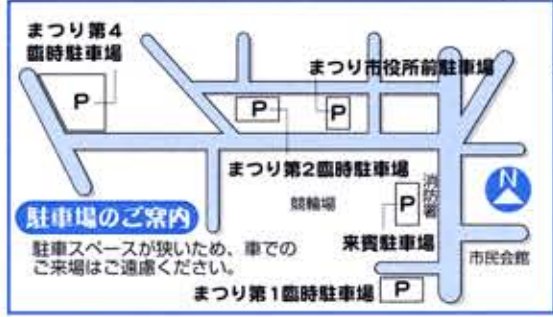 まつり第4
臨時駐車場
P
まつり市役所前駐車場
P
P
まつり第2臨時駐車場
競輪場
消防署
P
N
駐車場のご案内
来賓駐車場
市民会館
駐車スペースが狭いため、車での
ご来場はご遠慮ください。
まつり第1臨時駐車場
P